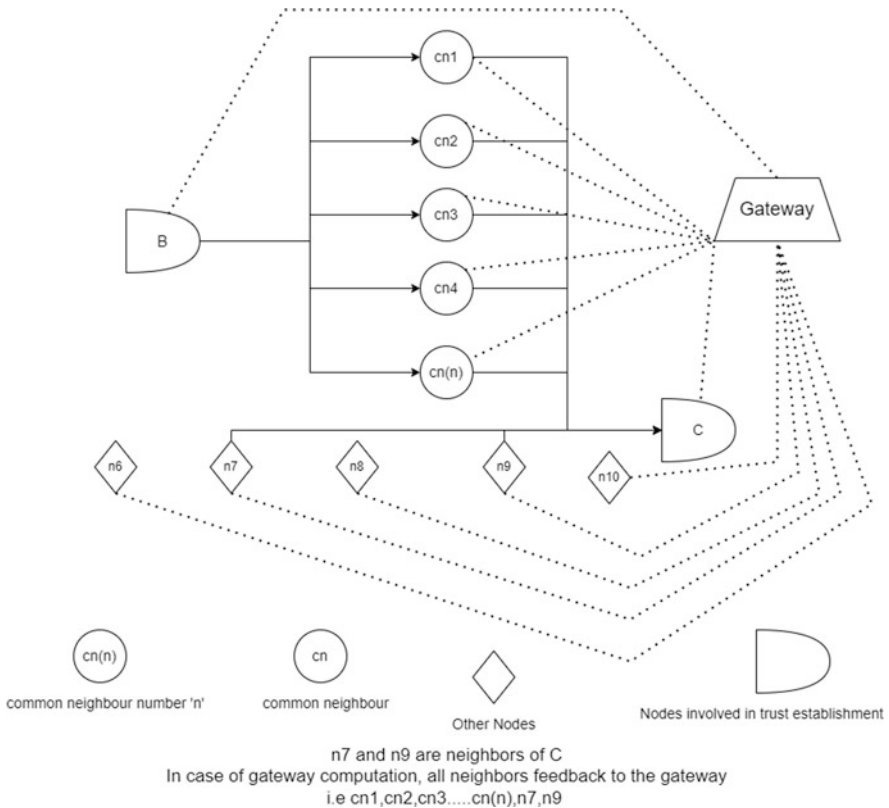 cn1
cn2
Gateway
cn3
B
cn4
cn(n)
C
n6
n7
n8
n9
n10
cn(n)
cn
common neighbour number 'n'
common neighbour
Other Nodes
Nodes involved in trust establishment
n7 and n9 are neighbors of C
In case of gateway computation, all neighbors feedback to the gateway
i.e cn1,cn2,cn3.....cn(n),n7,n9